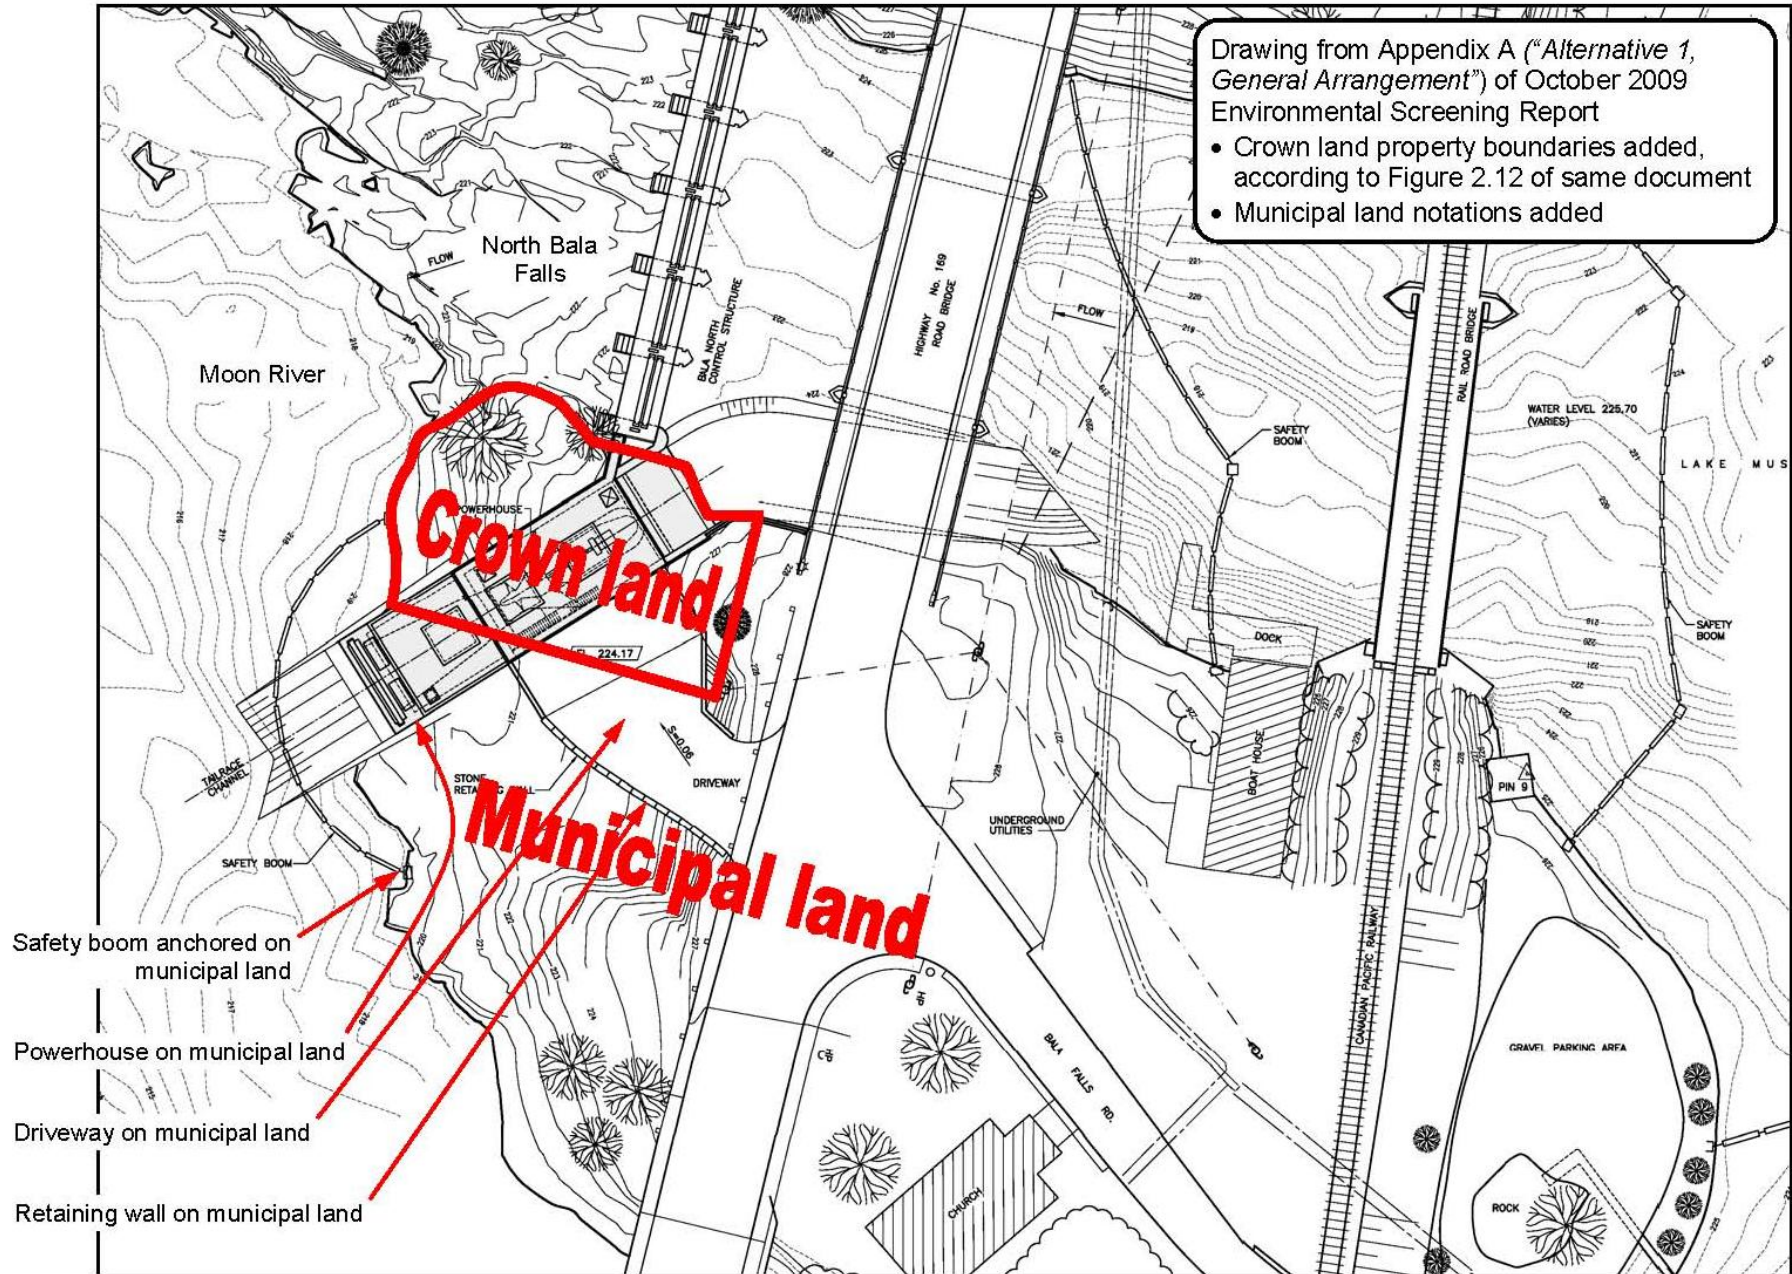 Drawing from Appendix A (“Alternative 1,
General Arrangement”) of October 2009
Environmental Screening Report
• Crown land property boundaries added,
according to Figure 2.12 of same document
• Municipal land notations added
North Bala
Falls
FLOW
Moon River
BALA NORTH
CONTROL STRUCTURE
HIGHWAY No. 169
ROAD BRIDGE
FLOW
RAIL ROAD BRIDGE
WATER LEVEL 225.70
(VARIES)
LAKE MUS
SAFETY
BOOM
SAFETY
BOOM
POWERHOUSE
Crown land
224.17
DOCK
BOAT HOUSE
PIN 9
TAILRACE
CHANNEL
STONE
S=0.06
DRIVEWAY
Municipal land
UNDERGROUND
UTILITIES
SAFETY BOOM
Safety boom anchored on
municipal land
Powerhouse on municipal land
Driveway on municipal land
Retaining wall on municipal land
HP
BALA FALLS RD.
CANADIAN PACIFIC RAILWAY
GRAVEL PARKING AREA
CHURCH
ROCK